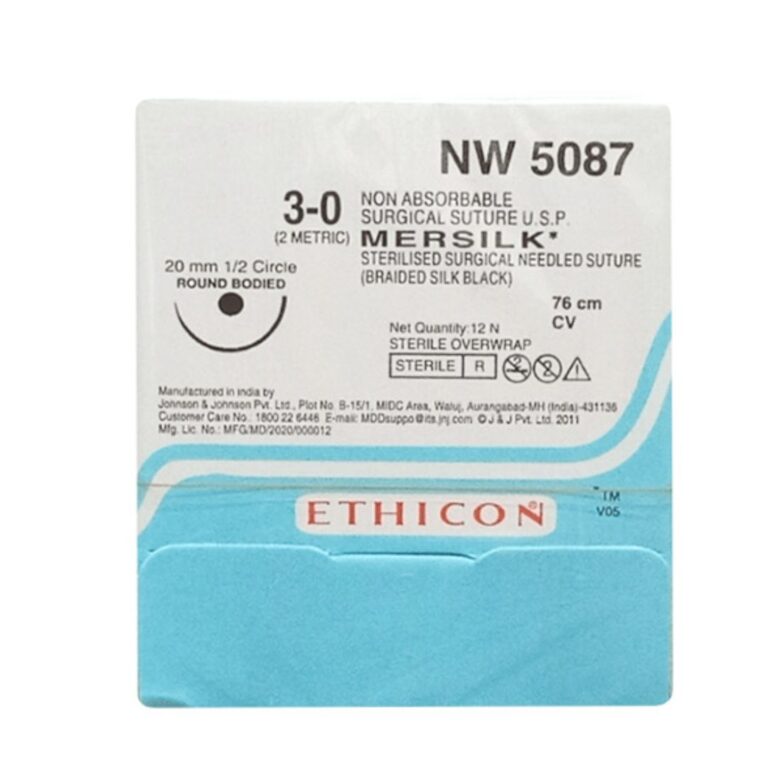 NW 5087
3-0
(2 METRIC)
NON ABSORBABLE
SURGICAL SUTURE U.S.P.
MERSILK*
STERILISED SURGICAL NEEDLED SUTURE
(BRAIDED SILK BLACK)
20 mm 1/2 Circle
ROUND BODIED
76 cm
CV
Net Quantity:12 N
STERILE OVERWRAP
STERILE R
2
Manufactured in India by
Johnson & Johnson Pvt. Ltd., Plot No. B-15/1, MIDC Area, Waluj, Aurangabad-MH (India)-431136
Customer Care No.: 1800 22 6446 E-mail: MDDsuppo@its.jnj.com © J & J Pvt. Ltd. 2011
Mfg. Lic. No.: MFG/MD/2020/000012
ETHICON®
TM
V05